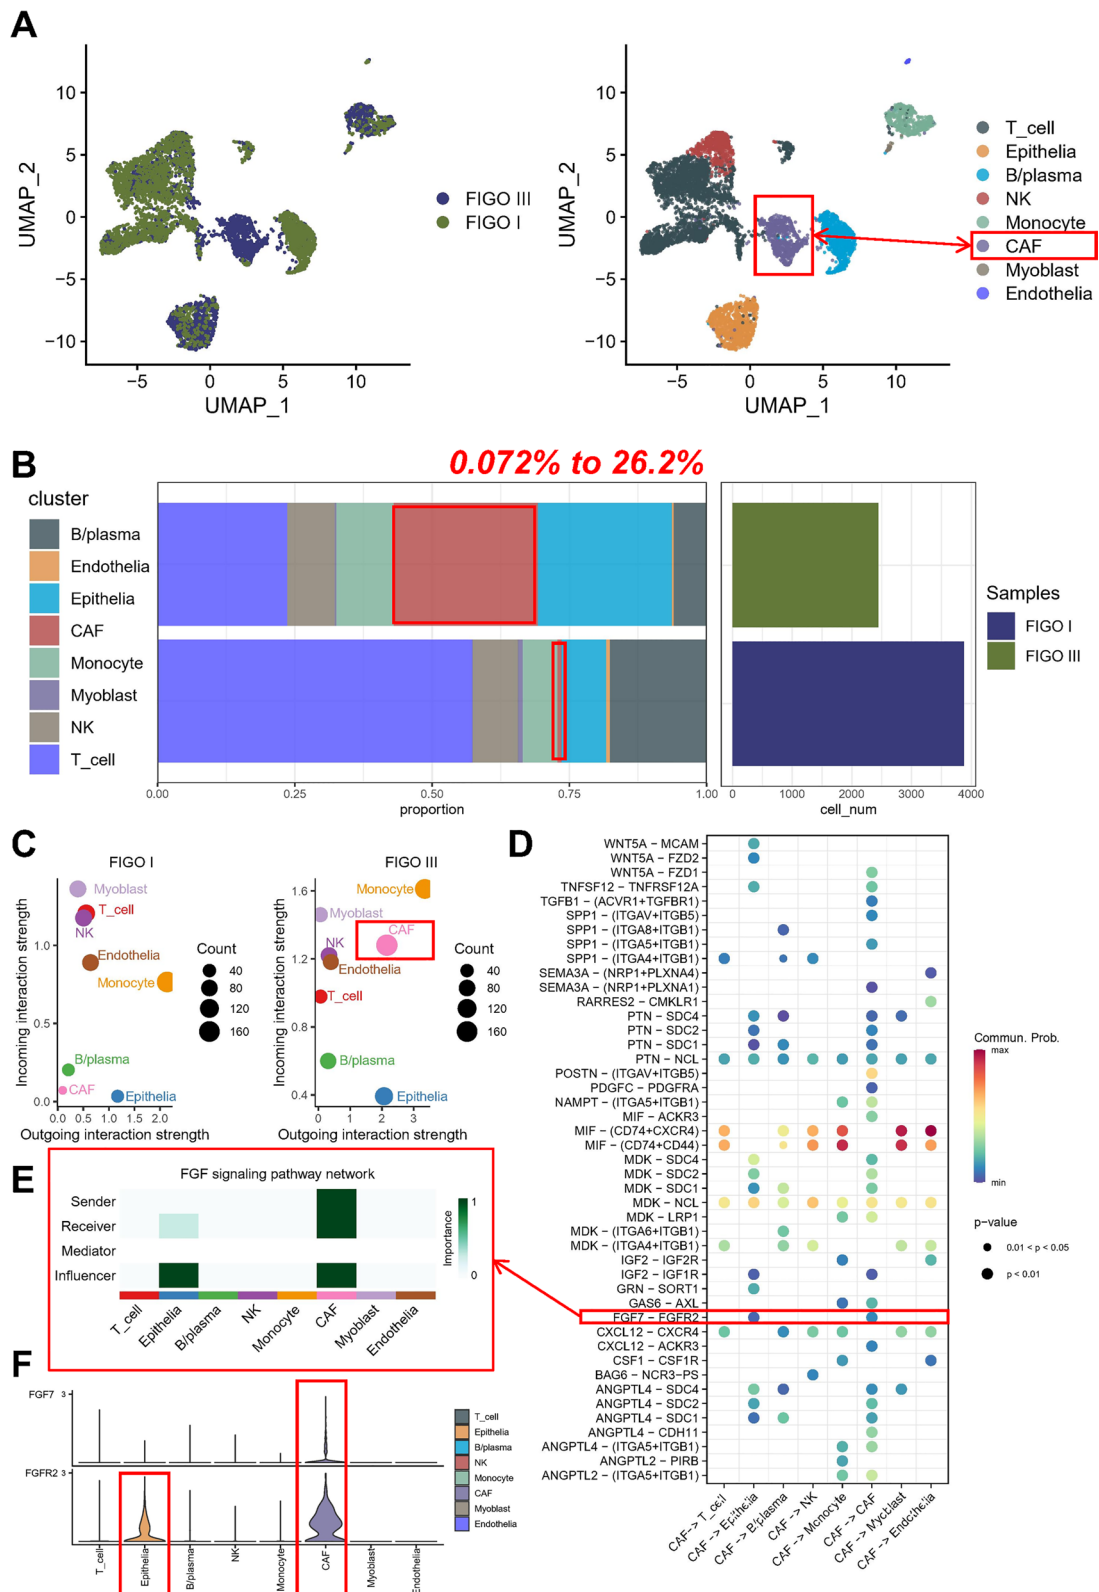 A
UMAP_2
10
5
0
−5
−10
−5
0
5
10
UMAP_1
FIGO III
FIGO I
UMAP_2
10
5
0
−5
−10
−5
0
5
10
UMAP_1
T_cell
Epithelia
B/plasma
NK
Monocyte
CAF
Myoblast
Endothelia
B
0.072% to 26.2%
cluster
B/plasma
Endothelia
Epithelia
CAF
Monocyte
Myoblast
NK
T_cell
0.00
0.25
0.50
0.75
1.00
proportion
0
1000
2000
3000
4000
cell_num
Samples
FIGO I
FIGO III
C
FIGO I
Incoming interaction strength
1.0
0.5
0.0
Myoblast
T_cell
NK
Endothelia
Monocyte
B/plasma
CAF
Epithelia
0.0 0.5 1.0 1.5 2.0
Outgoing interaction strength
Count
40
80
120
160
FIGO III
Incoming interaction strength
1.6
1.2
0.8
0.4
Monocyte
Myoblast
CAF
NK
Endothelia
T_cell
B/plasma
Epithelia
0 1 2 3
Outgoing interaction strength
Count
40
80
120
160
D
WNT5A − MCAM
WNT5A − FZD2
WNT5A − FZD1
TNFSF12 − TNFRSF12A
TGFB1 − (ACVR1+TGFBR1)
SPP1 − (ITGAV+ITGB5)
SPP1 − (ITGA8+ITGB1)
SPP1 − (ITGA5+ITGB1)
SPP1 − (ITGA4+ITGB1)
SEMA3A − (NRP1+PLXNA4)
SEMA3A − (NRP1+PLXNA1)
RARRES2 − CMKLR1
PTN − SDC4
PTN − SDC2
PTN − SDC1
PTN − NCL
POSTN − (ITGAV+ITGB5)
PDGFC − PDGFRA
NAMPT − (ITGA5+ITGB1)
MIF − ACKR3
MIF − (CD74+CXCR4)
MIF − (CD74+CD44)
MDK − SDC4
MDK − SDC2
MDK − SDC1
MDK − NCL
MDK − LRP1
MDK − (ITGA6+ITGB1)
MDK − (ITGA4+ITGB1)
IGF2 − IGF2R
IGF2 − IGF1R
GRN − SORT1
GAS6 − AXL
FGF7 − FGFR2
CXCL12 − CXCR4
CXCL12 − ACKR3
CSF1 − CSF1R
BAG6 − NCR3−PS
ANGPTL4 − SDC4
ANGPTL4 − SDC2
ANGPTL4 − SDC1
ANGPTL4 − CDH11
ANGPTL4 − (ITGA5+ITGB1)
ANGPTL2 − PIRB
ANGPTL2 − (ITGA5+ITGB1)
CAF -> T_cell
CAF -> Epithelia
CAF -> B/plasma
CAF -> NK
CAF -> Monocyte
CAF -> CAF
CAF -> Myoblast
CAF -> Endothelia
Commun. Prob.
max
min
p−value
0.01 < p < 0.05
p < 0.01
E
FGF signaling pathway network
Sender
Receiver
Mediator
Influencer
T_cell
Epithelia
B/plasma
NK
Monocyte
CAF
Myoblast
Endothelia
Importance
1
0
F
FGF7
3
FGFR2
3
T_cell
Epithelia
B/plasma
NK
Monocyte
CAF
Myoblast
Endothelia
T_cell
Epithelia
B/plasma
NK
Monocyte
CAF
Myoblast
Endothelia